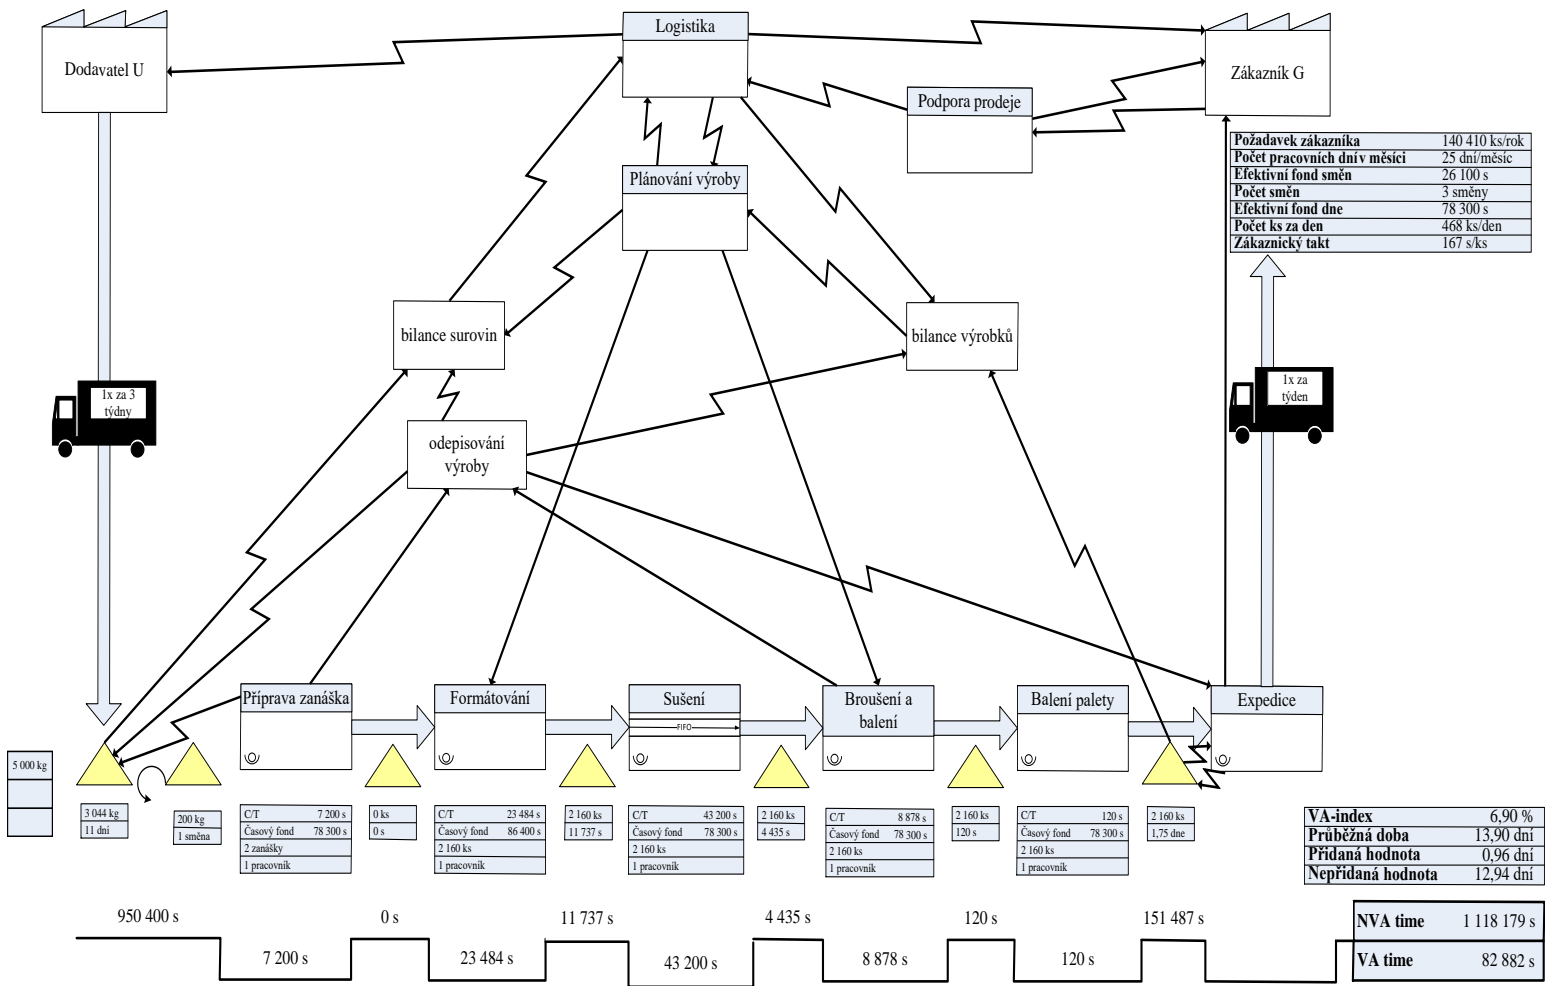 Logistika
Dodavatel U
Zákazník G
Podpora prodeje
Požadavek zákazníka 140 410 ks/rok
Počet pracovních dní v měsíci 25 dní/měsíc
Efektivní fond směn 26 100 s
Počet směn 3 směny
Efektivní fond dne 78 300 s
Počet ks za den 468 ks/den
Zákaznický takt 167 s/ks
Plánování výroby
bilance surovin
bilance výrobků
1x za 3
týdny
1x za
týden
odepisování
výroby
Příprava zanáška
Formátování
Sušení
FIFO
Broušení a
balení
Balení palety
Expedice
5 000 kg
3 044 kg
11 dní
200 kg
1 směna
C/T 7 200 s
Časový fond 78 300 s
2 zanášky
1 pracovník
0 ks
0 s
C/T 23 484 s
Časový fond 86 400 s
2 160 ks
1 pracovník
2 160 ks
11 737 s
C/T 43 200 s
Časový fond 78 300 s
2 160 ks
1 pracovník
2 160 ks
4 435 s
C/T 8 878 s
Časový fond 78 300 s
2 160 ks
1 pracovník
2 160 ks
120 s
C/T 120 s
Časový fond 78 300 s
2 160 ks
1 pracovník
2 160 ks
1,75 dne
VA-index 6,90 %
Průběžná doba 13,90 dní
Přidaná hodnota 0,96 dní
Nepřidaná hodnota 12,94 dní
950 400 s
0 s
11 737 s
4 435 s
120 s
151 487 s
NVA time 1 118 179 s
7 200 s
23 484 s
43 200 s
8 878 s
120 s
VA time 82 882 s